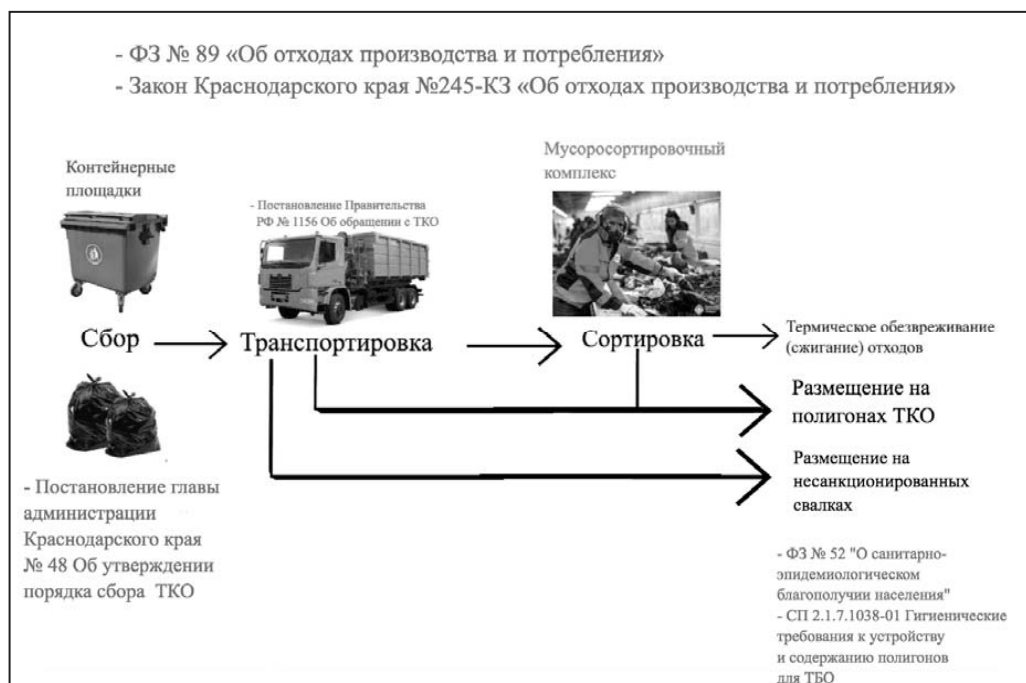 - ФЗ № 89 «Об отходах производства и потребления»
- Закон Краснодарского края №245-КЗ «Об отходах производства и потребления»
Контейнерные
площадки
- Постановление Правительства
РФ № 1156 Об обращении с ТКО
Мусоросортировочный
комплекс
Сбор
Транспортировка
Сортировка
Термическое обезвреживание
(сжигание) отходов
Размещение на
полигонах ТКО
Размещение на
несанкционированных
свалках
- Постановление главы
администрации
Краснодарского края
№ 48 Об утверждении
порядка сбора ТКО
- ФЗ № 52 "О санитарно-
эпидемиологическом
благополучии населения"
- СП 2.1.7.1038-01 Гигиенические
требования к устройству
и содержанию полигонов
для ТБО